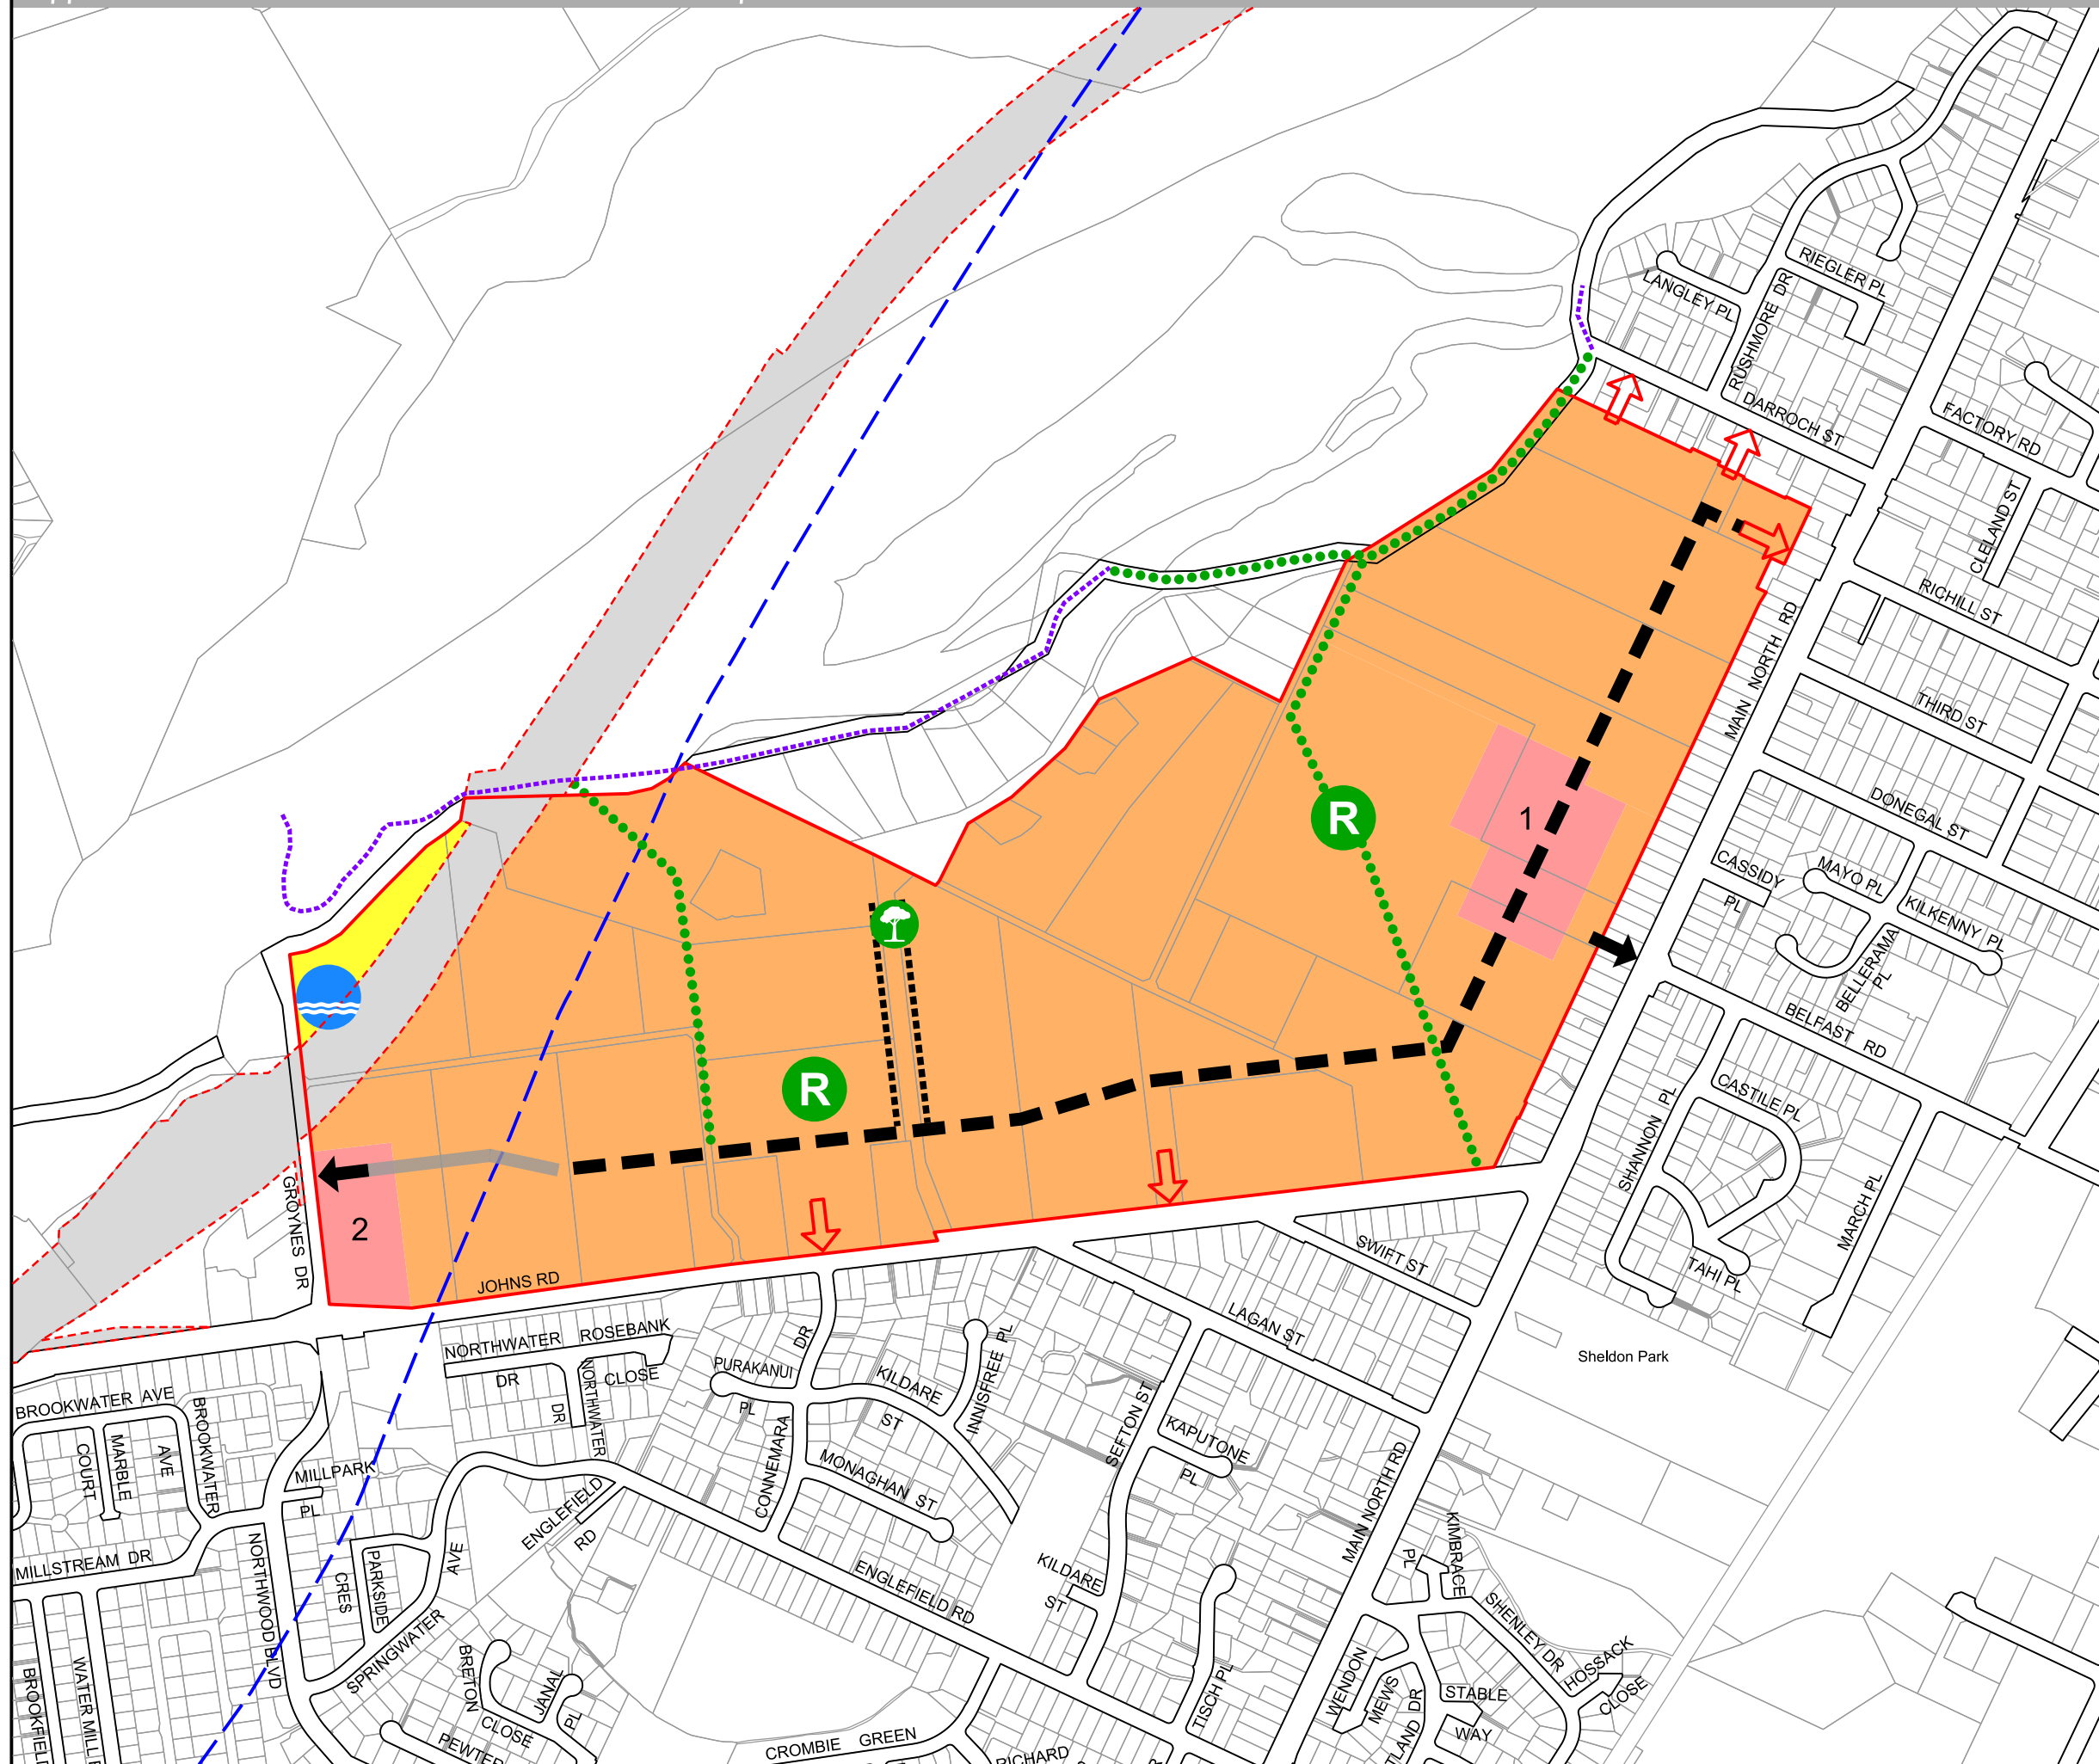 RIEGLER PL
LANGLEY PL
RUSHMORE DR
DARROCH ST
FACTORY RD
CLELAND ST
RICHILL ST
MAIN NORTH RD
THIRD ST
DONEGAL ST
R
1
CASSIDY
PL
MAYO PL
KILKENNY PL
BELLERAMA
PL
BELFAST RD
R
CASTILE PL
SHANNON PL
MARCH PL
TAHI PL
GROYNES DR
2
JOHNS RD
SWIFT ST
LAGAN ST
Sheldon Park
NORTHWATER
DR
ROSEBANK
CLOSE
NORTHWATER
DR
PURAKANUI
PL
DR
CONNEMARA
KILDARE
ST
INNISFREE PL
MONAGHAN ST
SEFTON ST
KAPUTONE
PL
MAIN NORTH RD
BROOKWATER AVE
BROOKWATER
AVE
MARBLE
COURT
MILLPARK
PL
MILLSTREAM DR
NORTHWOOD BLVD
PARKSIDE
CRES
SPRINGWATER
AVE
ENGLEFIELD
RD
ENGLEFIELD RD
KILDARE
ST
KIMBRACE
PL
SHENLEY DR
HOSSACK
CLOSE
STABLE
WAY
WENDON
MEWS
TLAND DR
TISCH PL
BRETON
CLOSE
JANAL
PL
PEWTER
CROMBIE GREEN
RICHARD
WATER MILL
BROOKFIEL